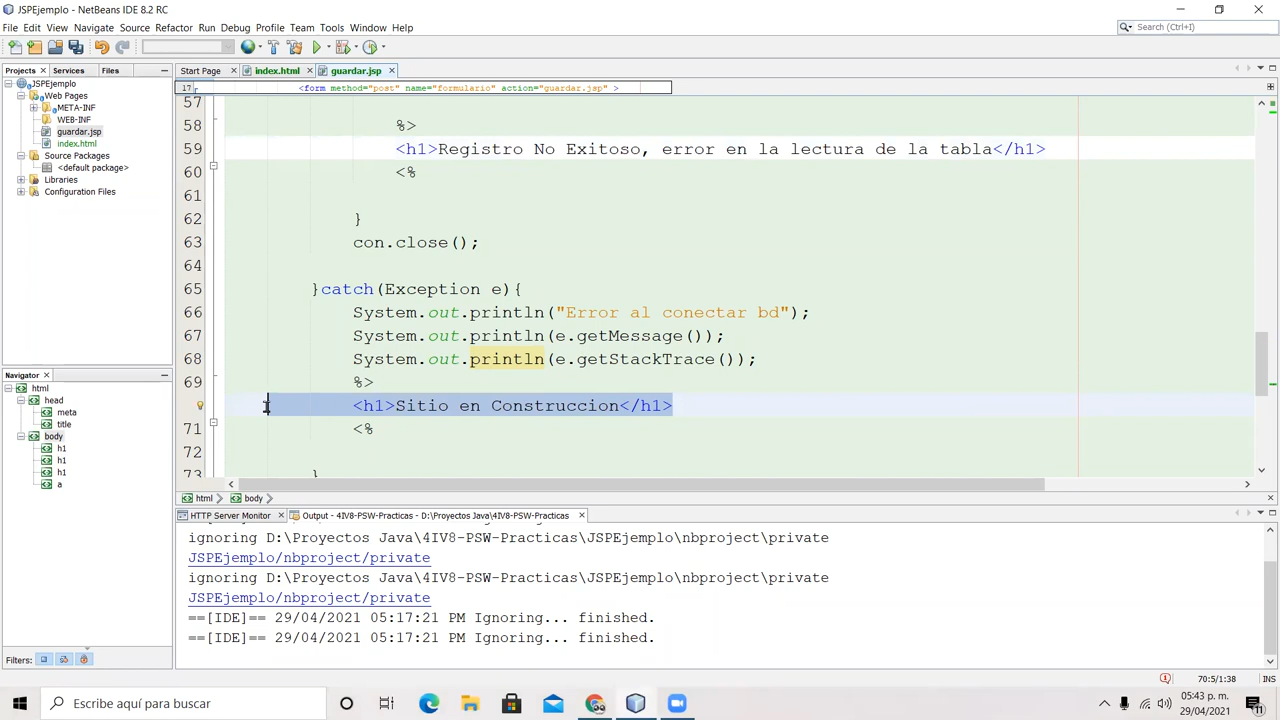 JSPEjemplo - NetBeans IDE 8.2 RC
File Edit View Navigate Source Refactor Run Debug Profile Team Tools Window Help
Search (Ctrl+I)
Projects Services Files
Start Page index.html guardar.jsp
JSPEjemplo
Web Pages
META-INF
WEB-INF
guardar.jsp
index.html
Source Packages
<default package>
Libraries
Configuration Files
17 <form method="post" name="formulario" action="guardar.jsp" >
57
58 %>
59 <h1>Registro No Exitoso, error en la lectura de la tabla</h1>
60 <%
61
62 }
63 con.close();
64
65 }catch(Exception e){
66 System.out.println("Error al conectar bd");
67 System.out.println(e.getMessage());
68 System.out.println(e.getStackTrace());
69 %>
<h1>Sitio en Construccion</h1>
71 <%
72
73 }
Navigator
html
head
meta
title
body
h1
h1
h1
a
Filters:
html body
HTTP Server Monitor Output - 4IV8-PSW-Practicas - D:\Proyectos Java\4IV8-PSW-Practicas
ignoring D:\Proyectos Java\4IV8-PSW-Practicas\JSPEjemplo\nbproject\private
JSPEjemplo/nbproject/private
ignoring D:\Proyectos Java\4IV8-PSW-Practicas\JSPEjemplo\nbproject\private
JSPEjemplo/nbproject/private
==[IDE]== 29/04/2021 05:17:21 PM Ignoring... finished.
==[IDE]== 29/04/2021 05:17:21 PM Ignoring... finished.
70:5/1:38 INS
Escribe aquí para buscar
05:43 p. m.
29/04/2021
11